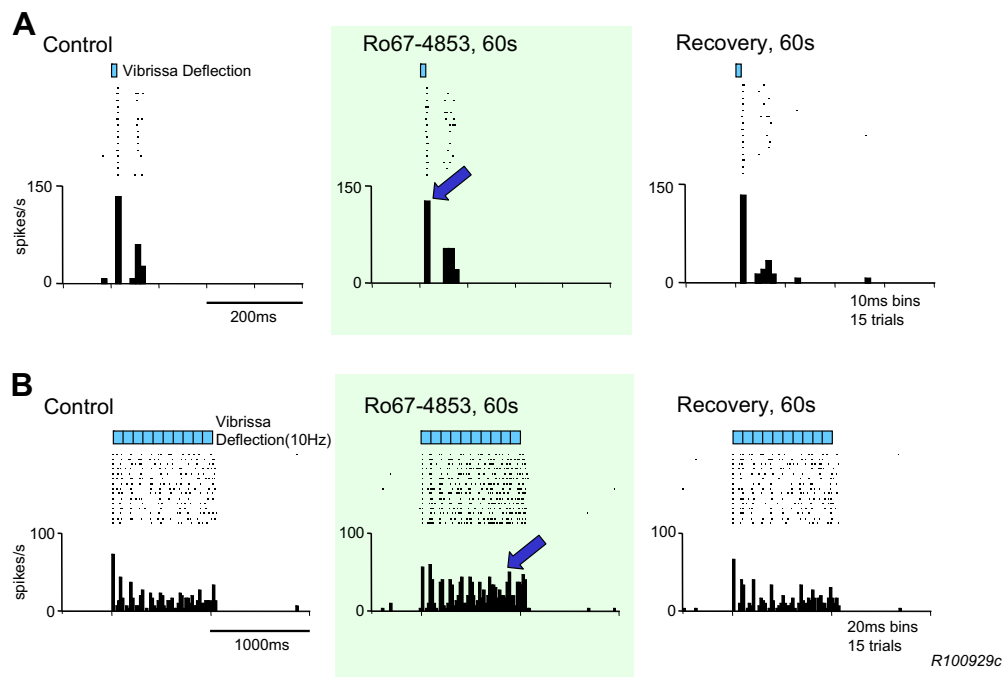 A
Control
Ro67-4853, 60s
Recovery, 60s
Vibrissa Deflection
150
0
spikes/s
200ms
150
0
150
0
10ms bins
15 trials
B
Control
Ro67-4853, 60s
Recovery, 60s
Vibrissa
Deflection(10Hz)
100
0
spikes/s
1000ms
100
0
100
0
20ms bins
15 trials
R100929c